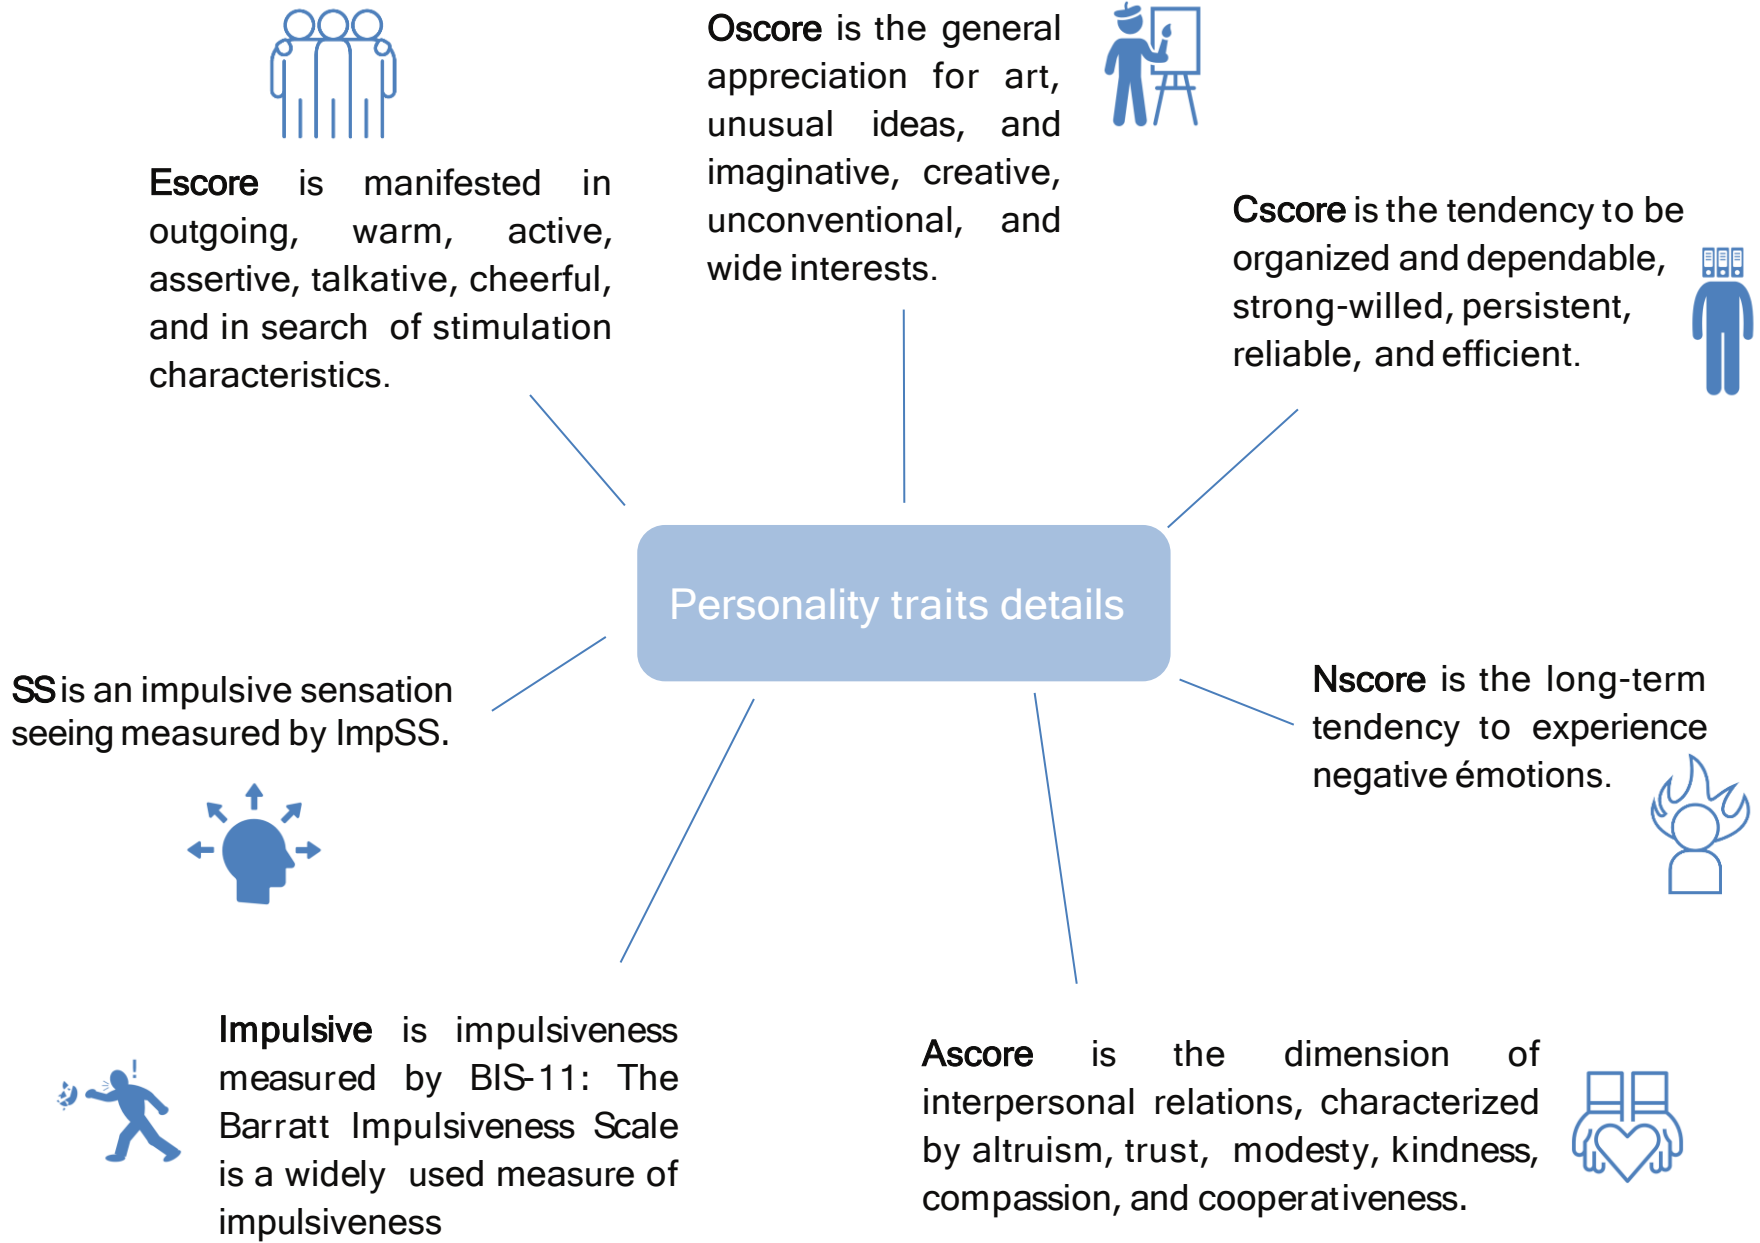 Escore is manifested in
outgoing, warm, active,
assertive, talkative, cheerful,
and in search of stimulation
characteristics.
Oscore is the general
appreciation for art,
unusual ideas, and
imaginative, creative,
unconventional, and
wide interests.
Cscore is the tendency to be
organized and dependable,
strong-willed, persistent,
reliable, and efficient.
Personality traits details
SS is an impulsive sensation
seeing measured by ImpSS.
Nscore is the long-term
tendency to experience
negative émotions.
Impulsive is impulsiveness
measured by BIS-11: The
Barratt Impulsiveness Scale
is a widely used measure of
impulsiveness
Ascore is the dimension of
interpersonal relations, characterized
by altruism, trust, modesty, kindness,
compassion, and cooperativeness.